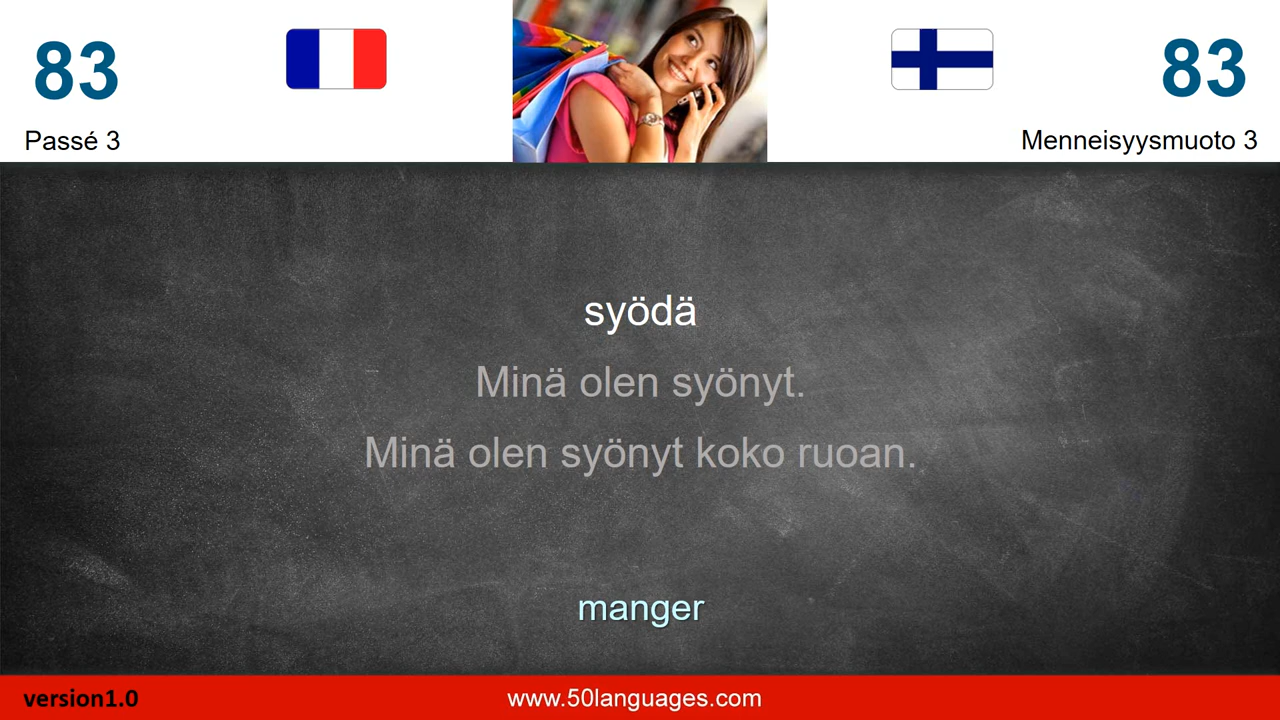 83
83
Passé 3
Menneisyysmuoto 3
syödä
Minä olen syönyt.
Minä olen syönyt koko ruoan.
manger
version1.0
www.50languages.com